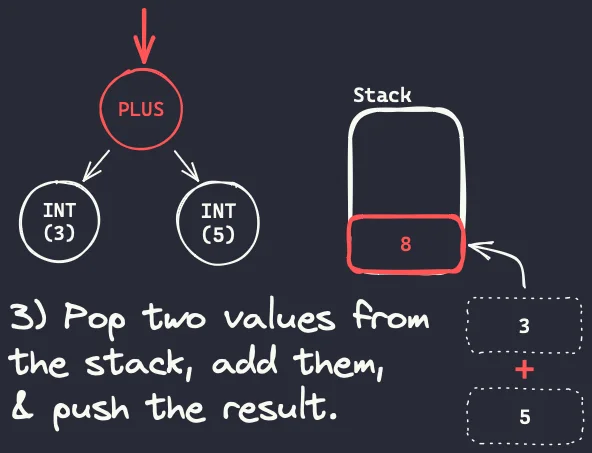 PLUS
INT
(3)
INT
(5)
Stack
8
3
+
5
3) Pop two values from
the stack, add them,
& push the result.